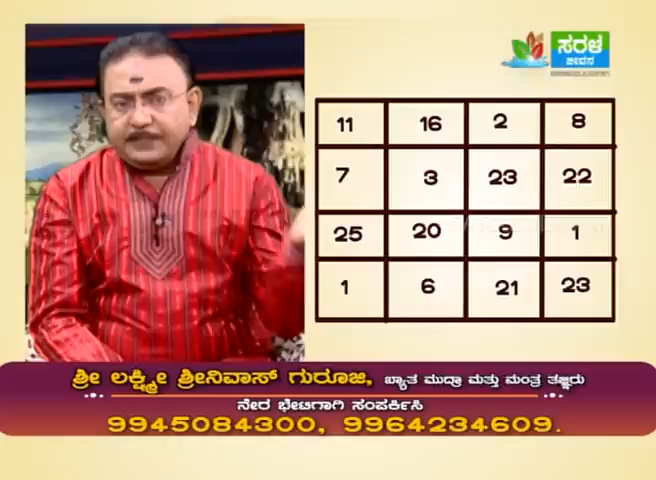 ಸರಳ
ಜೀವನ
11 16 2 8
7 3 23 22
25 20 9 1
1 6 21 23
ಶ್ರೀ ಲಕ್ಷ್ಮೀ ಶ್ರೀನಿವಾಸ್ ಗುರೂಜಿ, ಖ್ಯಾತ ಮುದ್ರಾ ಮತ್ತು ಮಂತ್ರ ತಜ್ಞರು
ನೇರ ಭೇಟಿಗಾಗಿ ಸಂಪರ್ಕಿಸಿ
9945084300, 9964234609.